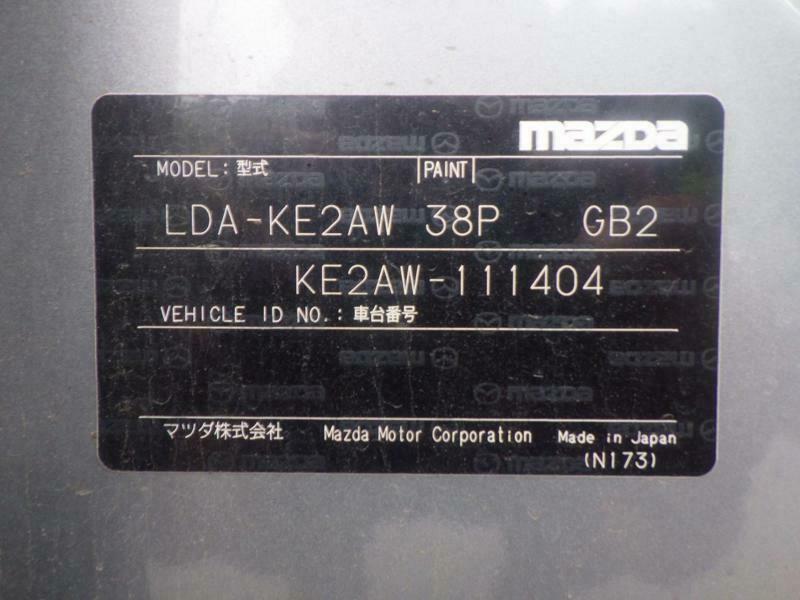 mazda
MODEL: 型式 PAINT
LDA-KE2AW 38P GB2
KE2AW-111404
VEHICLE ID NO.: 車台番号
マツダ株式会社 Mazda Motor Corporation Made in Japan
(N173)